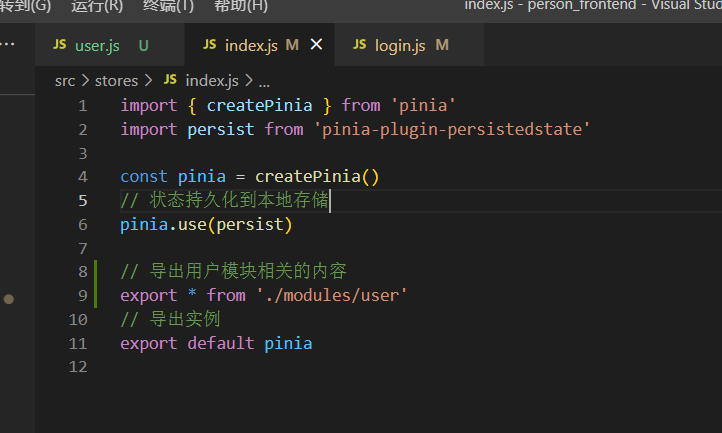 转到(G) 运行(R) 终端(T) 帮助(H) index.js - person_frontend - Visual Stud
JS user.js U JS index.js M JS login.js M
src > stores > JS index.js > ...
1 import { createPinia } from 'pinia'
2 import persist from 'pinia-plugin-persistedstate'
3
4 const pinia = createPinia()
5 // 状态持久化到本地存储
6 pinia.use(persist)
7
8 // 导出用户模块相关的内容
9 export * from './modules/user'
10 // 导出实例
11 export default pinia
12